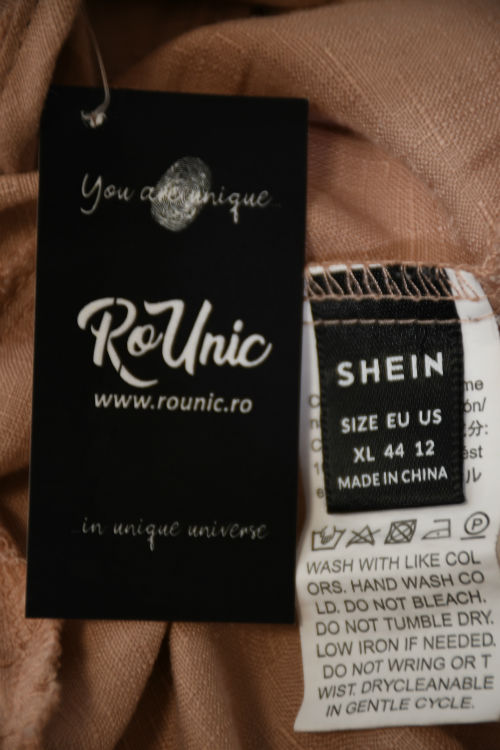 You are unique...
RoUnic
www.rounic.ro
...in unique universe
SHEIN
SIZE EU US
XL 44 12
MADE IN CHINA
WASH WITH LIKE COL
ORS. HAND WASH CO
LD. DO NOT BLEACH.
DO NOT TUMBLE DRY.
LOW IRON IF NEEDED.
DO NOT WRING OR T
WIST. DRYCLEANABLE
IN GENTLE CYCLE.